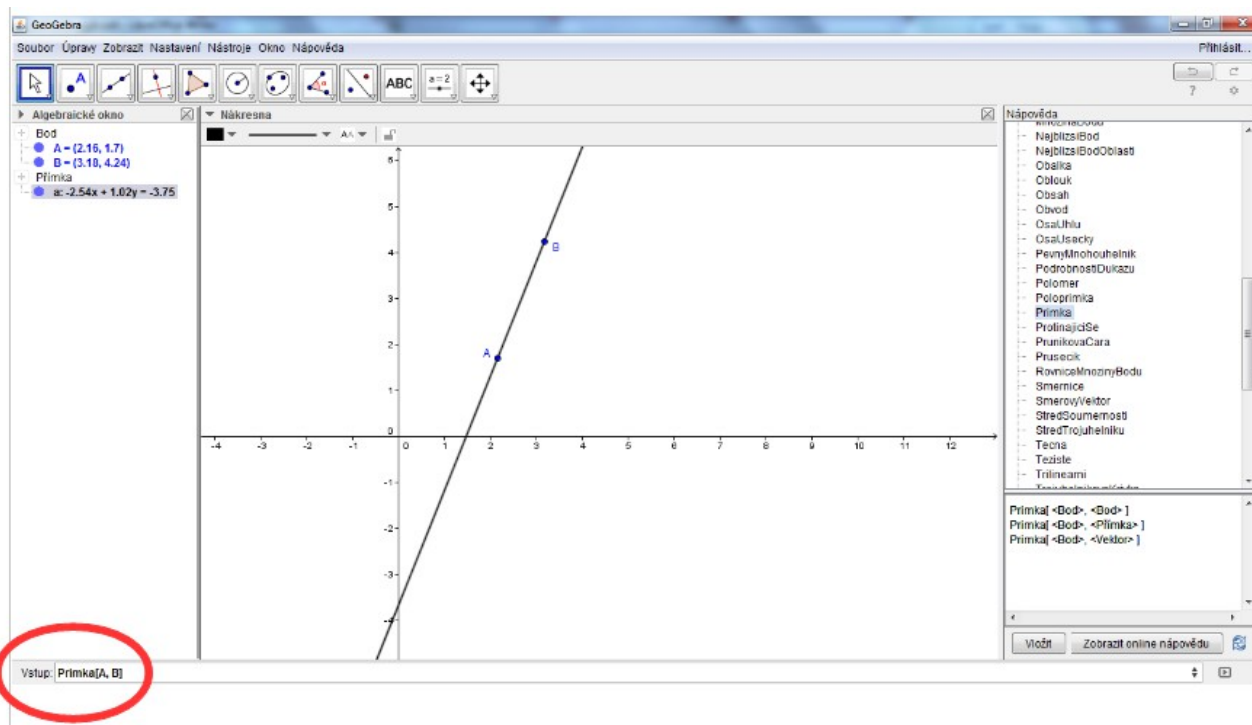 GeoGebra
Soubor Úpravy Zobrazit Nastavení Nástroje Okno Nápověda
Přihlásit...
A
ABC
a=2
?
Algebraické okno
Nákresna
Nápověda
Bod
A = (2.16, 1.7)
B = (3.18, 4.24)
Přímka
a: -2.54x + 1.02y = -3.75
AA
6
5
4
3
2
1
0
-1
-2
-3
-4
-4 -3 -2 -1 0 1 2 3 4 5 6 7 8 9 10 11 12
B
A
NejblizsiBod
NejblizsiBodOblasti
Obalka
Oblouk
Obsah
Obvod
OsaUhlu
OsaUsecky
PevnyMnohouhelnik
PodrobnostiDukazu
Polomer
Poloprimka
Primka
ProtinajiciSe
PrunikovaCara
Prusecik
RovniceMnozinyBodu
Smernice
SmerovyVektor
StredSoumernosti
StredTrojuhelniku
Tecna
Teziste
Trilinearni
Primka[ <Bod>, <Bod> ]
Primka[ <Bod>, <Přímka> ]
Primka[ <Bod>, <Vektor> ]
Vložit
Zobrazit online nápovědu
Vstup: Primka[A, B]